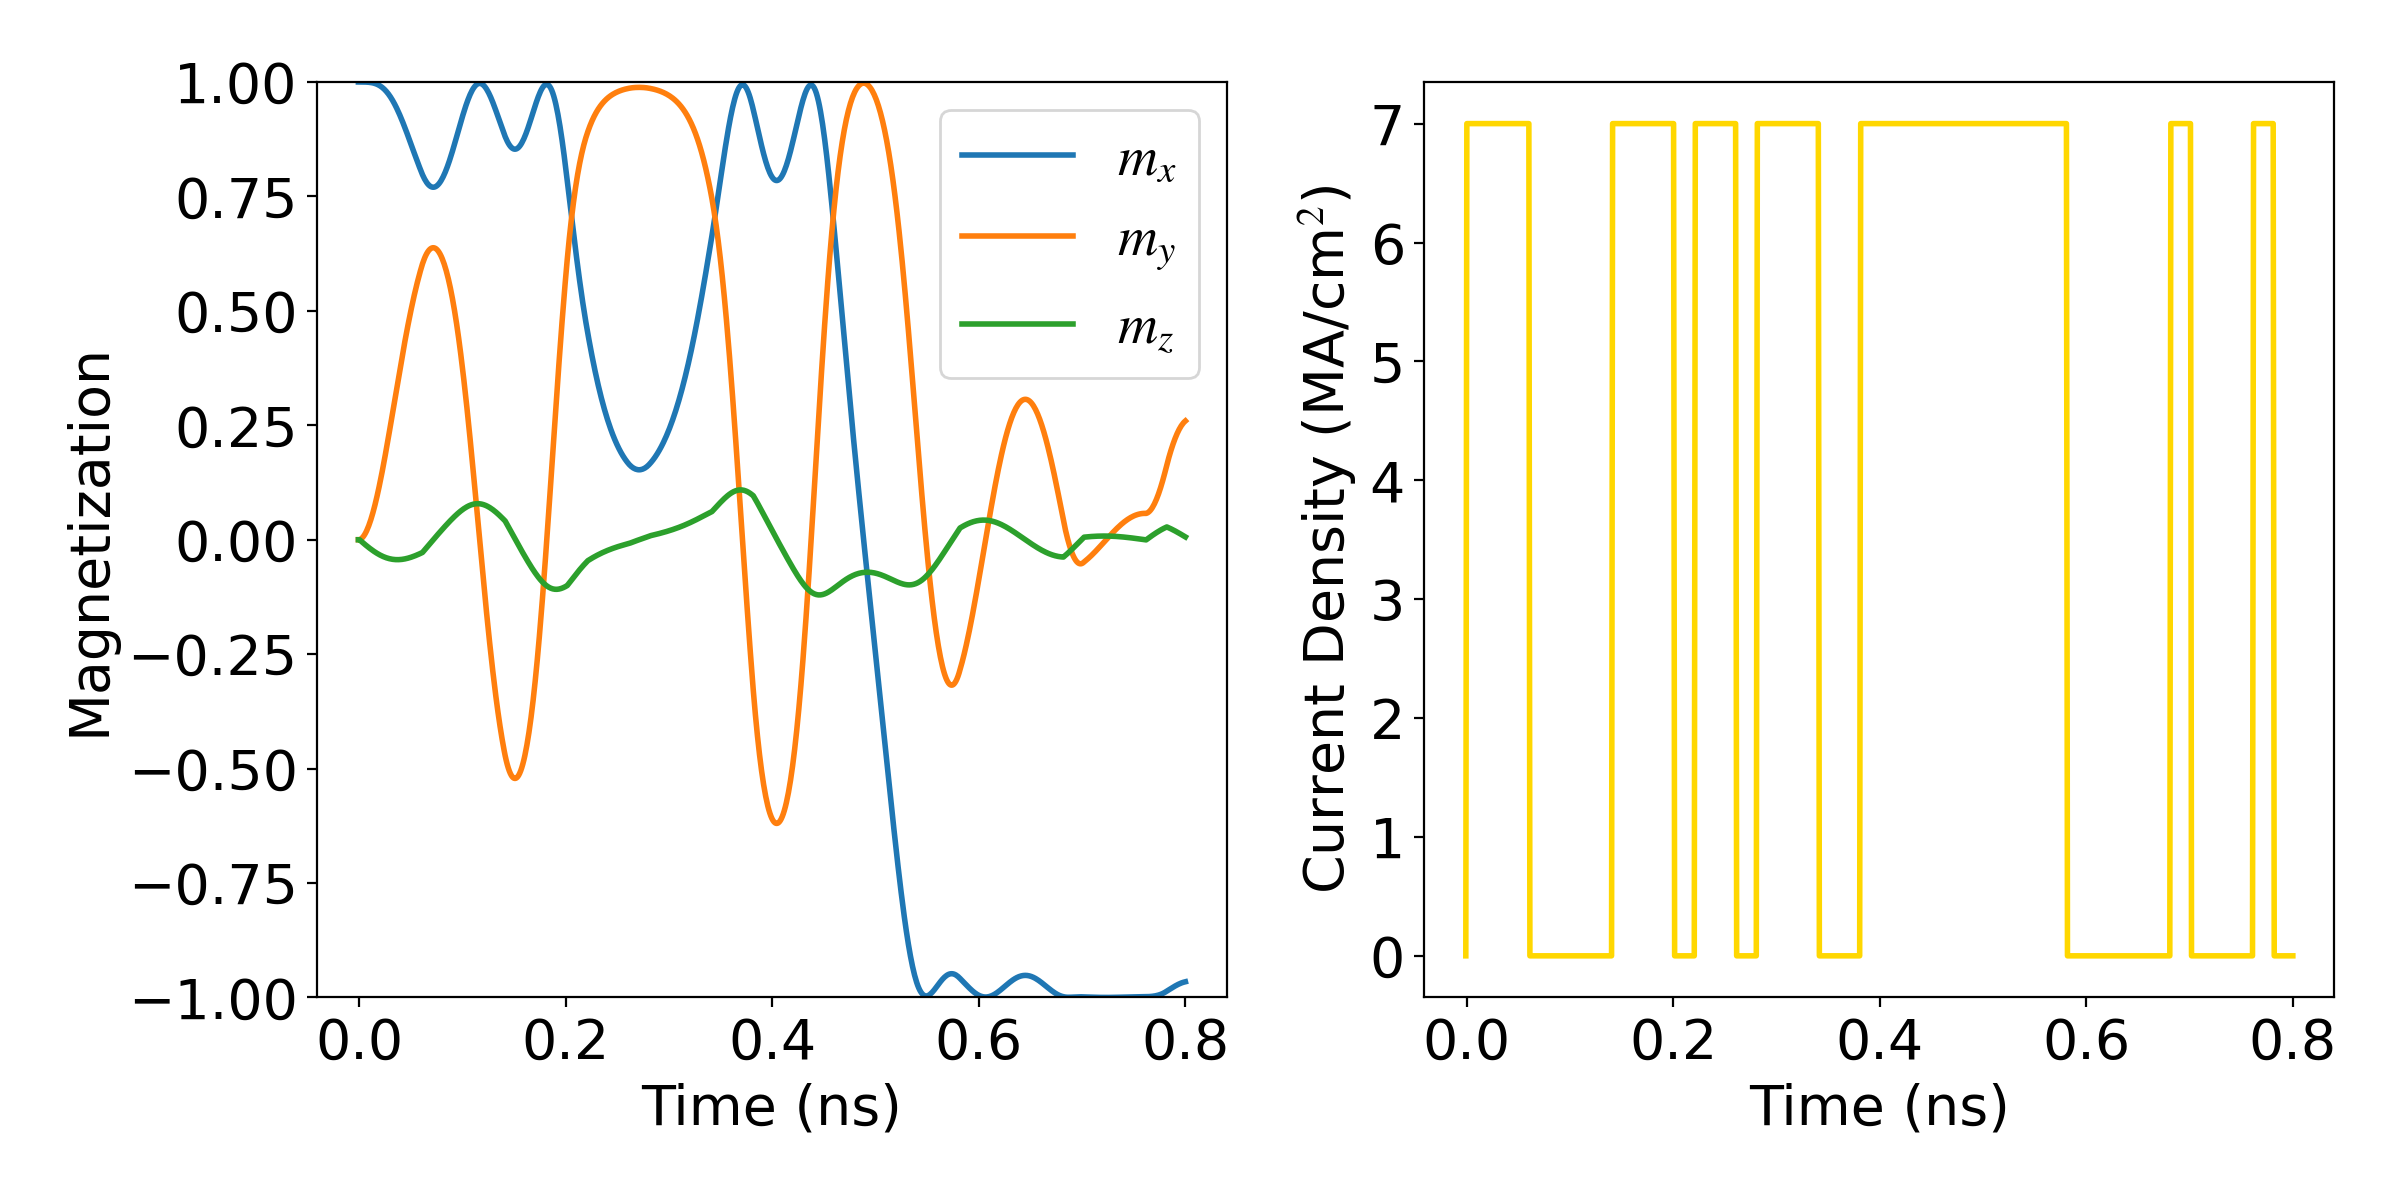 1.00
0.75
0.50
0.25
0.00
−0.25
−0.50
−0.75
−1.00
Magnetization
0.0 0.2 0.4 0.6 0.8
Time (ns)
mₓ
m_y
m_z
7
6
5
4
3
2
1
0
Current Density (MA/cm²)
0.0 0.2 0.4 0.6 0.8
Time (ns)